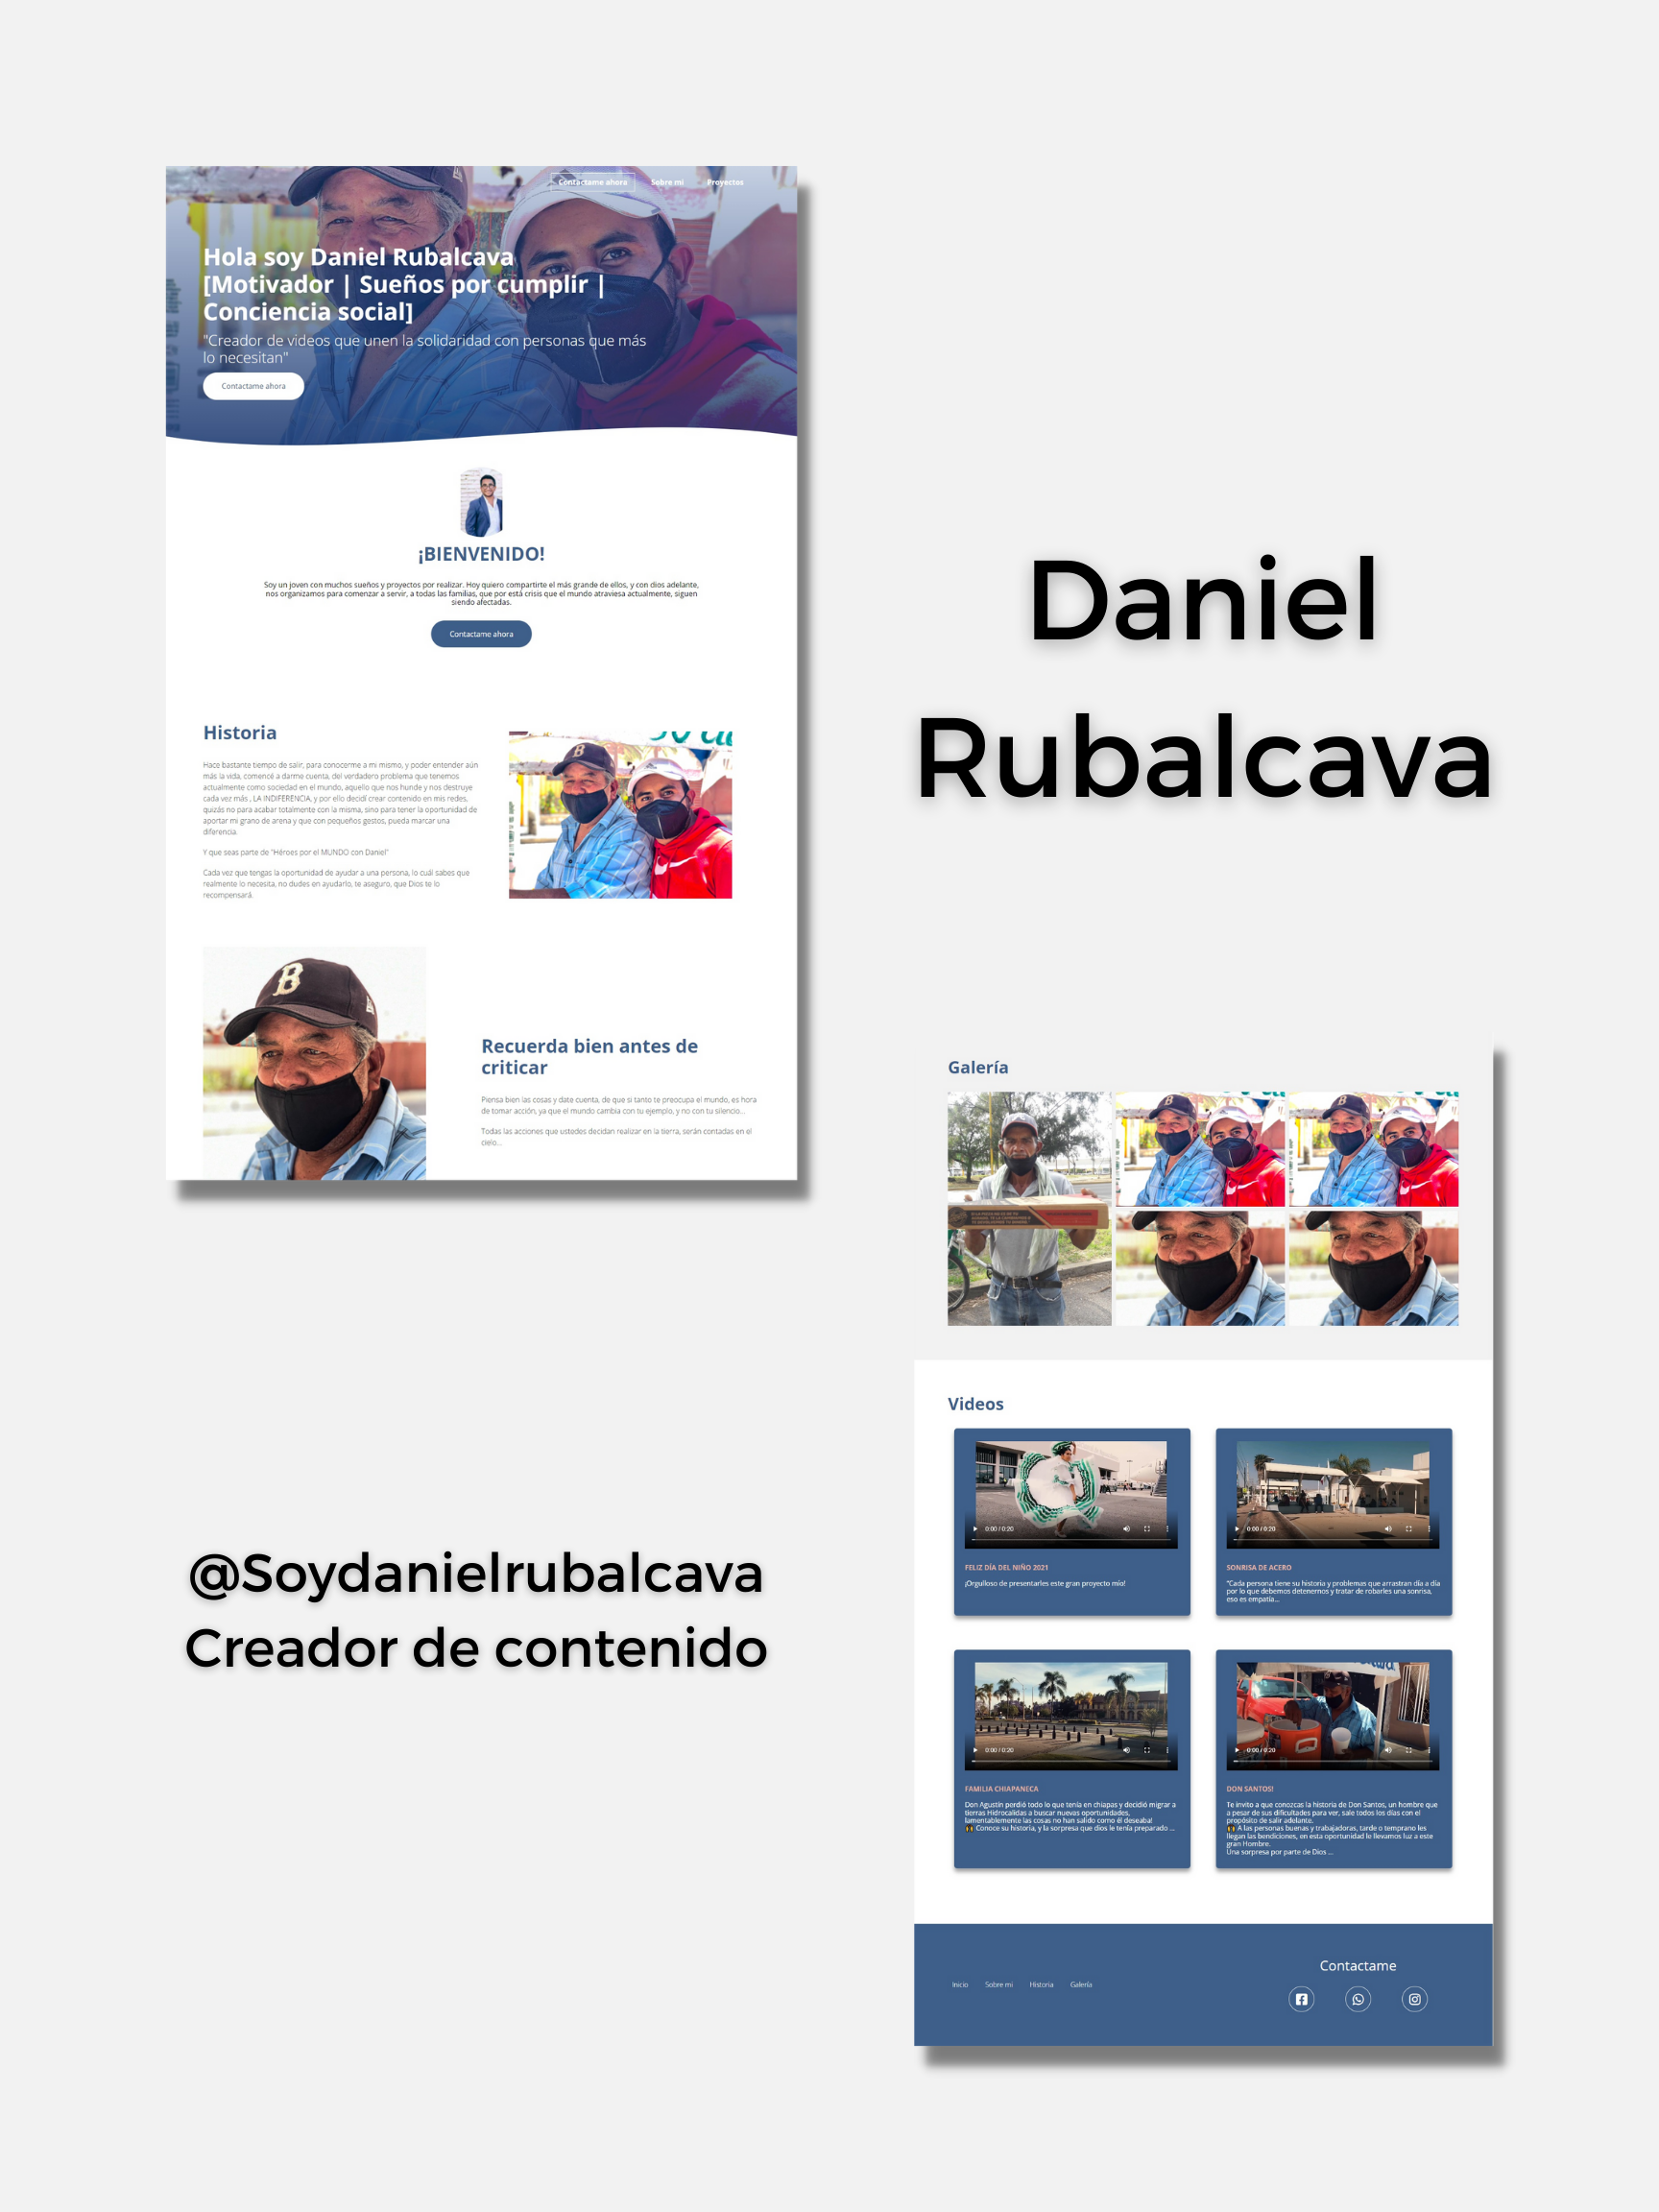 Contactame ahora Sobre mi Proyectos
Hola soy Daniel Rubalcava
[Motivador | Sueños por cumplir |
Conciencia social]
"Creador de videos que unen la solidaridad con personas que más
lo necesitan"
Contactame ahora
¡BIENVENIDO!
Soy un joven con muchos sueños y proyectos por realizar. Hoy quiero compartirte el más grande de ellos, y con dios adelante,
nos organizamos para comenzar a servir, a todas las familias, que por está crisis que el mundo atraviesa actualmente, siguen
siendo afectadas.
Contactame ahora
Historia
Hace bastante tiempo de salir, para conocerme a mi mismo, y poder entender aún
más la vida, comencé a darme cuenta, del verdadero problema que tenemos
actualmente como sociedad en el mundo, aquello que nos hunde y nos destruye
cada vez más , LA INDIFERENCIA, y por ello decidí crear contenido en mis redes,
quizás no para acabar totalmente con la misma, sino para tener la oportunidad de
aportar mi grano de arena y que con pequeños gestos, pueda marcar una
diferencia.
Y que seas parte de "Héroes por el MUNDO con Daniel"
Cada vez que tengas la oportunidad de ayudar a una persona, lo cuál sabes que
realmente lo necesita, no dudes en ayudarlo, te aseguro, que Dios te lo
recompensará.
B
Recuerda bien antes de
criticar
Piensa bien las cosas y date cuenta, de que si tanto te preocupa el mundo, es hora
de tomar acción, ya que el mundo cambia con tu ejemplo, y no con tu silencio...
Todas las acciones que ustedes decidan realizar en la tierra, serán contadas en el
cielo...
Daniel
Rubalcava
@Soydanielrubalcava
Creador de contenido
Galería
Videos
0:00 / 0:20
FELIZ DÍA DEL NIÑO 2021
¡Orgulloso de presentarles este gran proyecto mío!
0:00 / 0:20
SONRISA DE ACERO
"Cada persona tiene su historia y problemas que arrastran día a día
por lo que debemos detenernos y tratar de robarles una sonrisa,
eso es empatía...
0:00 / 0:20
FAMILIA CHIAPANECA
Don Agustín perdió todo lo que tenía en chiapas y decidió migrar a
tierras Hidrocalidas a buscar nuevas oportunidades,
lamentablemente las cosas no han salido como él deseaba!
Conoce su historia, y la sorpresa que dios le tenía preparado ...
0:00 / 0:20
DON SANTOS!
Te invito a que conozcas la historia de Don Santos, un hombre que
a pesar de sus dificultades para ver, sale todos los días con el
propósito de salir adelante.
A las personas buenas y trabajadoras, tarde o temprano les
llegan las bendiciones, en esta oportunidad le llevamos luz a este
gran Hombre.
Una sorpresa por parte de Dios ...
Inicio Sobre mi Historia Galería
Contactame